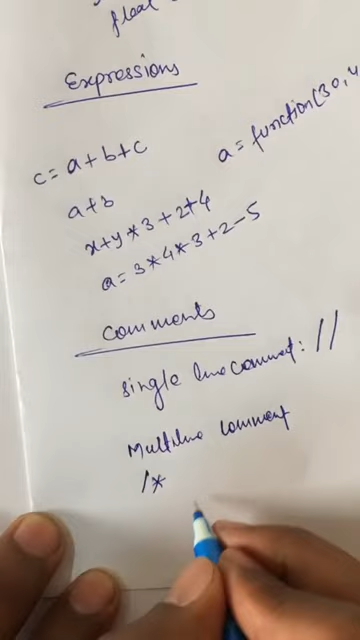 float
Expressions
c = a + b + c
a = function(30, 4
a + b
x + y * 3 + 2 + 4
a = 3 * 4 * 3 + 2 - 5
Comments
Single line comment: //
Multiline comment
/*